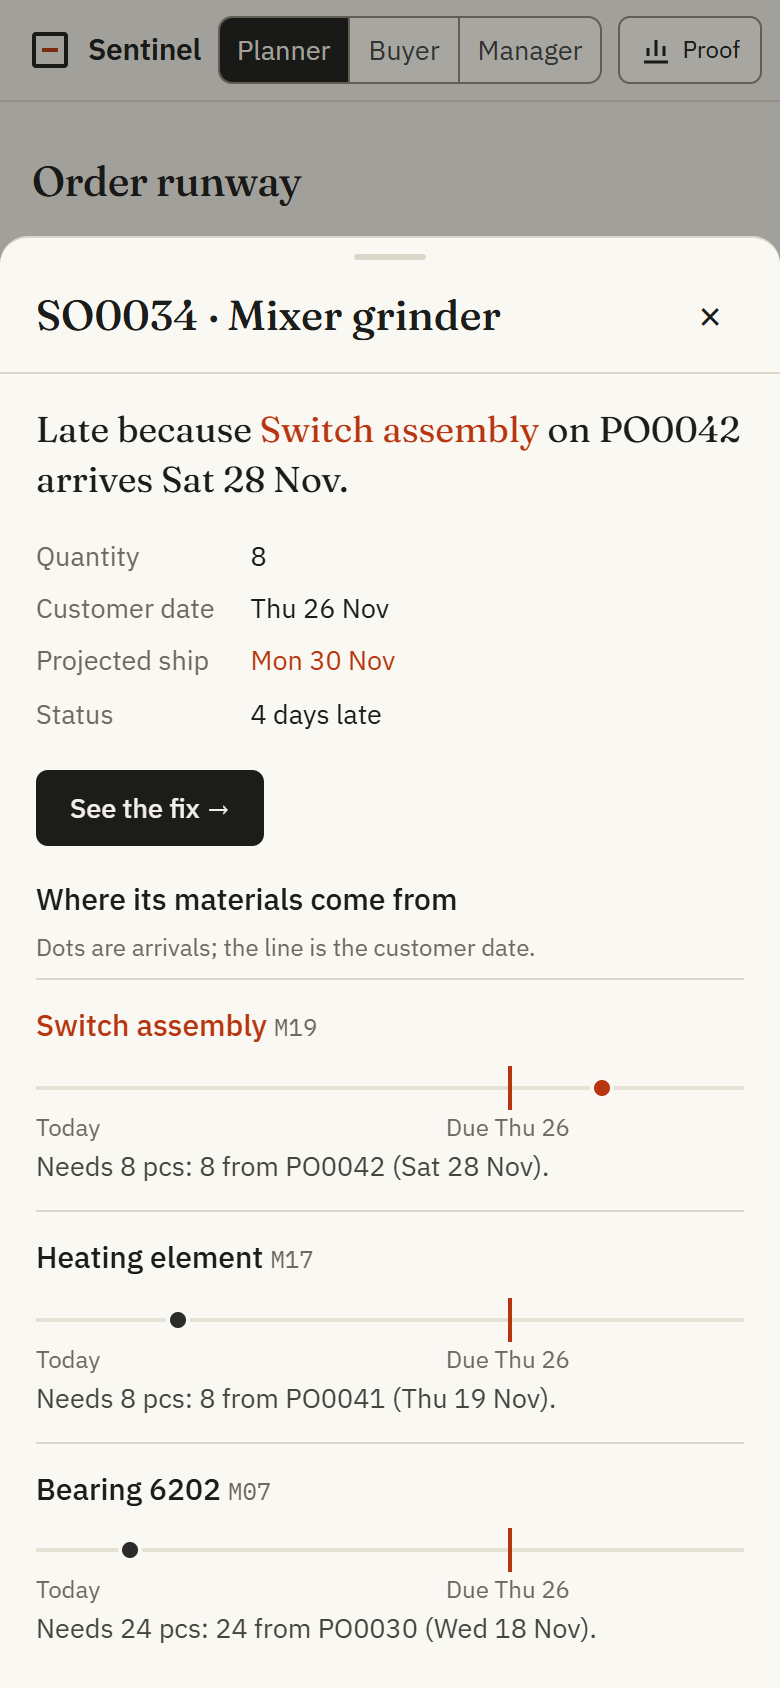 Sentinel
Planner
Buyer
Manager
Proof
Order runway
SO0034 · Mixer grinder
×
Late because Switch assembly on PO0042
arrives Sat 28 Nov.
Quantity 8
Customer date Thu 26 Nov
Projected ship Mon 30 Nov
Status 4 days late
See the fix →
Where its materials come from
Dots are arrivals; the line is the customer date.
Switch assembly M19
Today Due Thu 26
Needs 8 pcs: 8 from PO0042 (Sat 28 Nov).
Heating element M17
Today Due Thu 26
Needs 8 pcs: 8 from PO0041 (Thu 19 Nov).
Bearing 6202 M07
Today Due Thu 26
Needs 24 pcs: 24 from PO0030 (Wed 18 Nov).